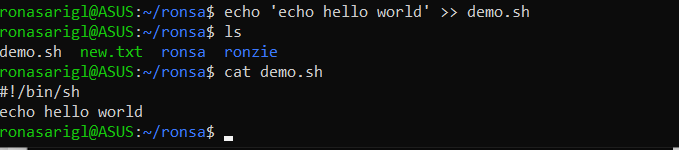 ronasarigl@ASUS:~/ronsa$ echo 'echo hello world' >> demo.sh
ronasarigl@ASUS:~/ronsa$ ls
demo.sh new.txt ronsa ronzie
ronasarigl@ASUS:~/ronsa$ cat demo.sh
#!/bin/sh
echo hello world
ronasarigl@ASUS:~/ronsa$